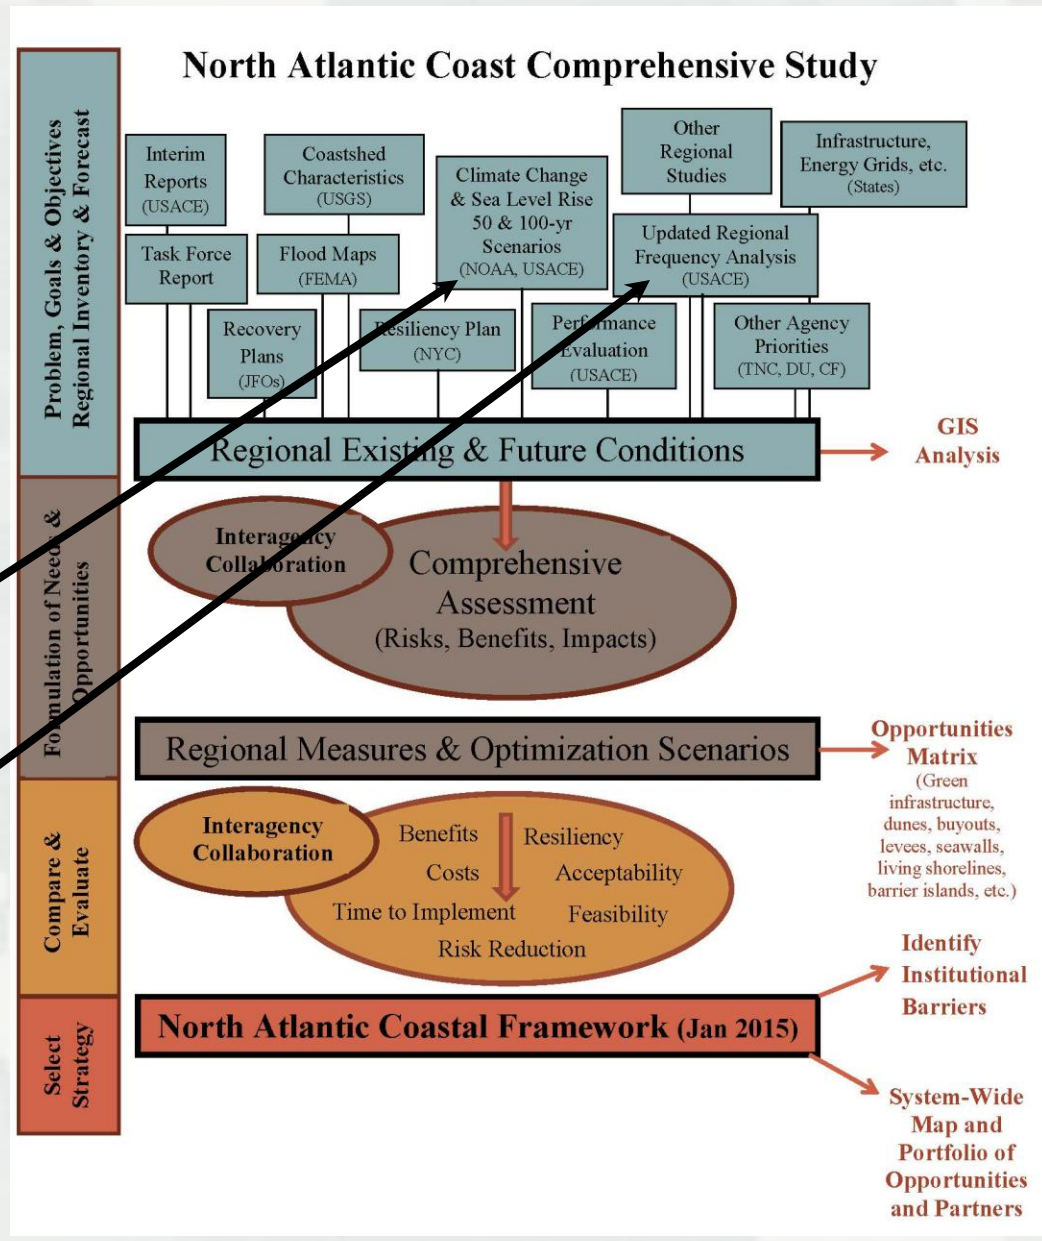 North Atlantic Coast Comprehensive Study
Problem, Goals & Objectives
Regional Inventory & Forecast
Interim
Reports
(USACE)
Coastshed
Characteristics
(USGS)
Climate Change
& Sea Level Rise
50 & 100-yr
Scenarios
(NOAA, USACE)
Other
Regional
Studies
Infrastructure,
Energy Grids, etc.
(States)
Task Force
Report
Flood Maps
(FEMA)
Updated Regional
Frequency Analysis
(USACE)
Recovery
Plans
(JFOs)
Resiliency Plan
(NYC)
Performance
Evaluation
(USACE)
Other Agency
Priorities
(TNC, DU, CF)
Regional Existing & Future Conditions
GIS
Analysis
Formulation of Needs &
Opportunities
Interagency
Collaboration
Comprehensive
Assessment
(Risks, Benefits, Impacts)
Regional Measures & Optimization Scenarios
Opportunities
Matrix
(Green
infrastructure,
dunes, buyouts,
levees, seawalls,
living shorelines,
barrier islands, etc.)
Compare &
Evaluate
Interagency
Collaboration
Benefits
Resiliency
Costs
Acceptability
Time to Implement
Feasibility
Risk Reduction
Identify
Institutional
Barriers
Select
Strategy
North Atlantic Coastal Framework (Jan 2015)
System-Wide
Map and
Portfolio of
Opportunities
and Partners